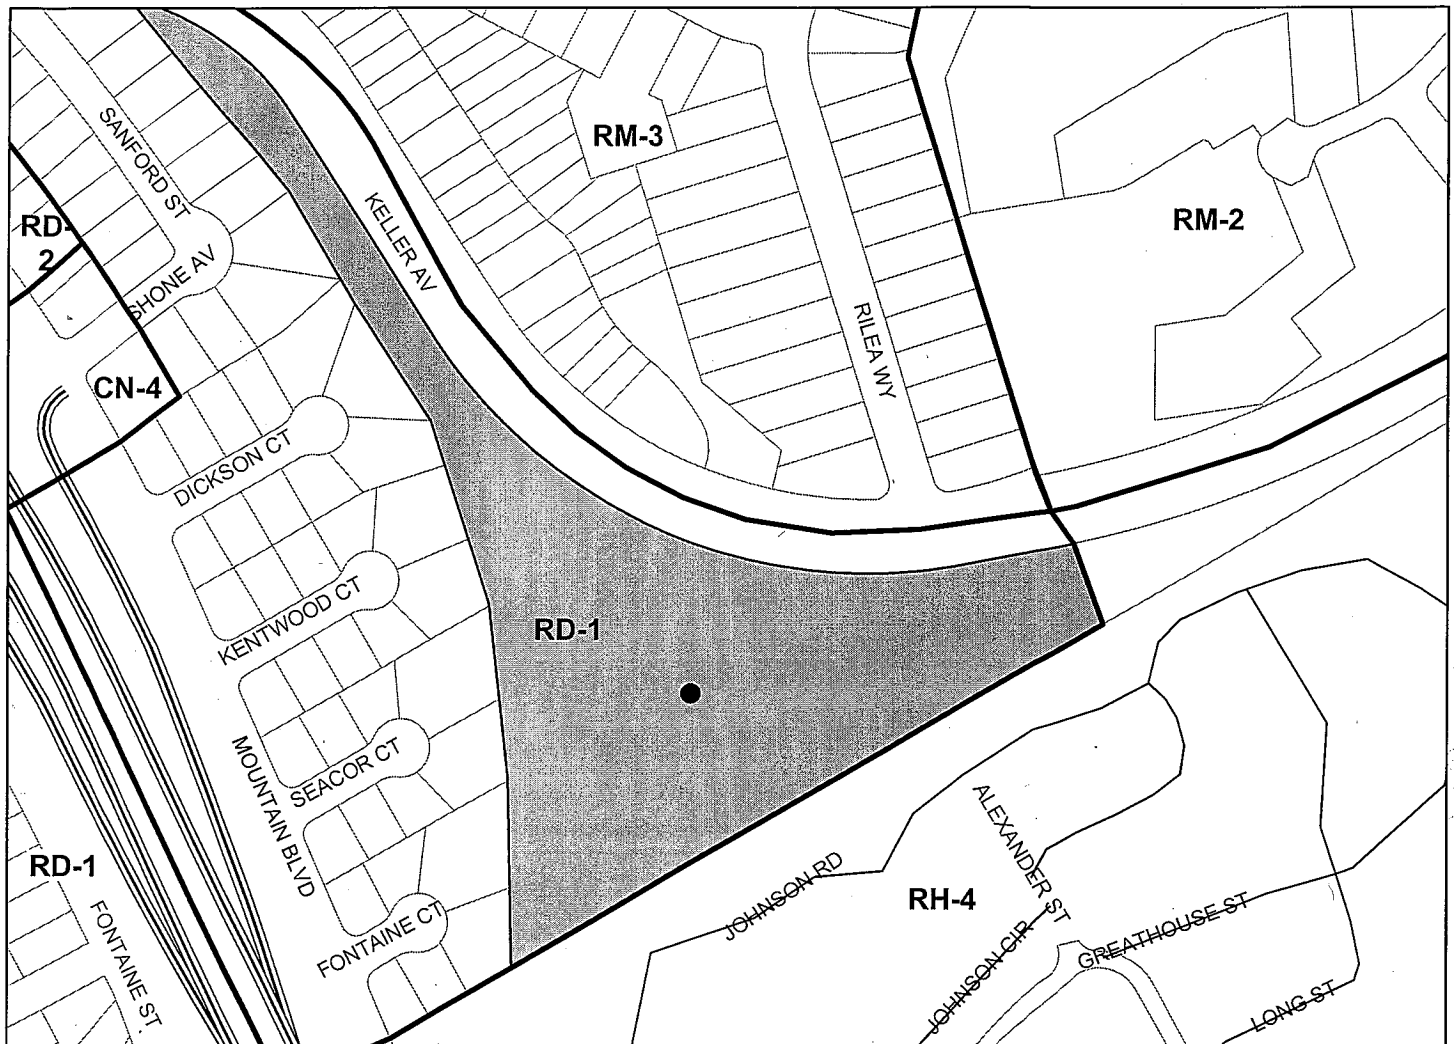 SANFORD ST
RM-3
KELLER AV
RM-2
RD-
2
SHONE AV
RILEA WY
CN-4
DICKSON CT
KENTWOOD CT
RD-1
MOUNTAIN BLVD
SEACOR CT
ALEXANDER ST
RD-1
JOHNSON RD
RH-4
FONTAINE ST
FONTAINE CT
GREATHOUSE ST
JOHNSON CIR
LONG ST